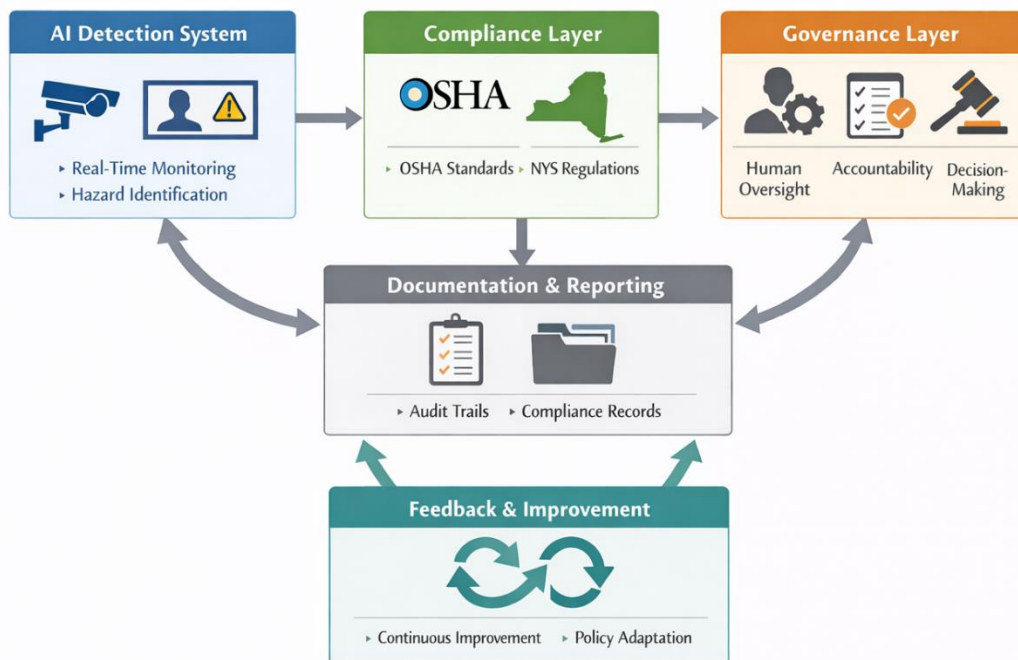 AI Detection System
Real-Time Monitoring
Hazard Identification
Compliance Layer
OSHA
OSHA Standards
NYS Regulations
Governance Layer
Human
Oversight
Accountability
Decision-
Making
Documentation & Reporting
Audit Trails
Compliance Records
Feedback & Improvement
Continuous Improvement
Policy Adaptation